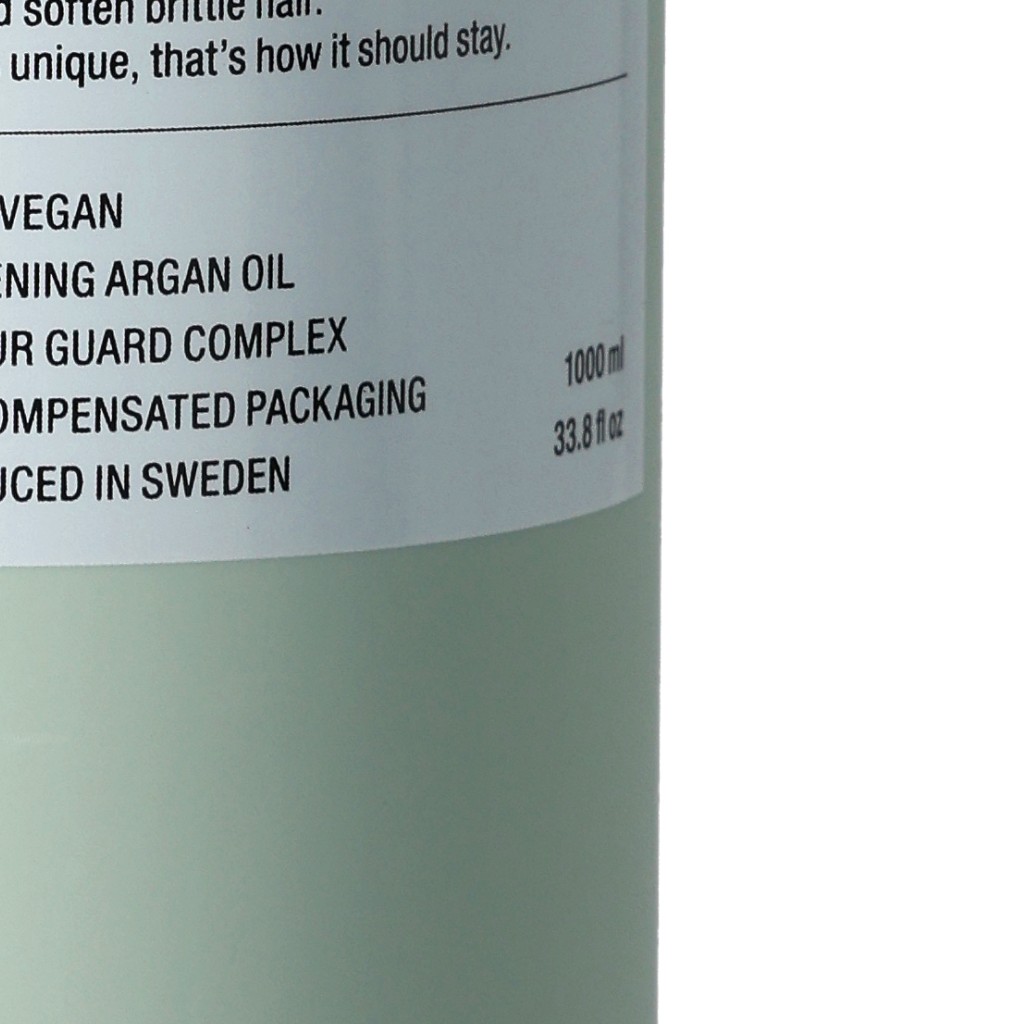 soften brittle hair.
unique, that's how it should stay.
VEGAN
ENING ARGAN OIL
UR GUARD COMPLEX
OMPENSATED PACKAGING
UCED IN SWEDEN
1000 ml
33.8 fl oz